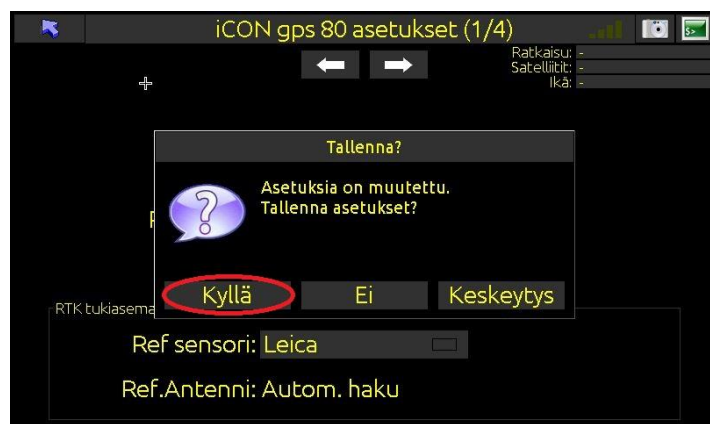 iCON gps 80 asetukset (1/4)
Ratkaisu: -
Satelliitit: -
Ikä: -
Tallenna?
Asetuksia on muutettu.
Tallenna asetukset?
Kyllä
Ei
Keskeytys
RTK tukiasema
Ref sensori: Leica
Ref.Antenni: Autom. haku